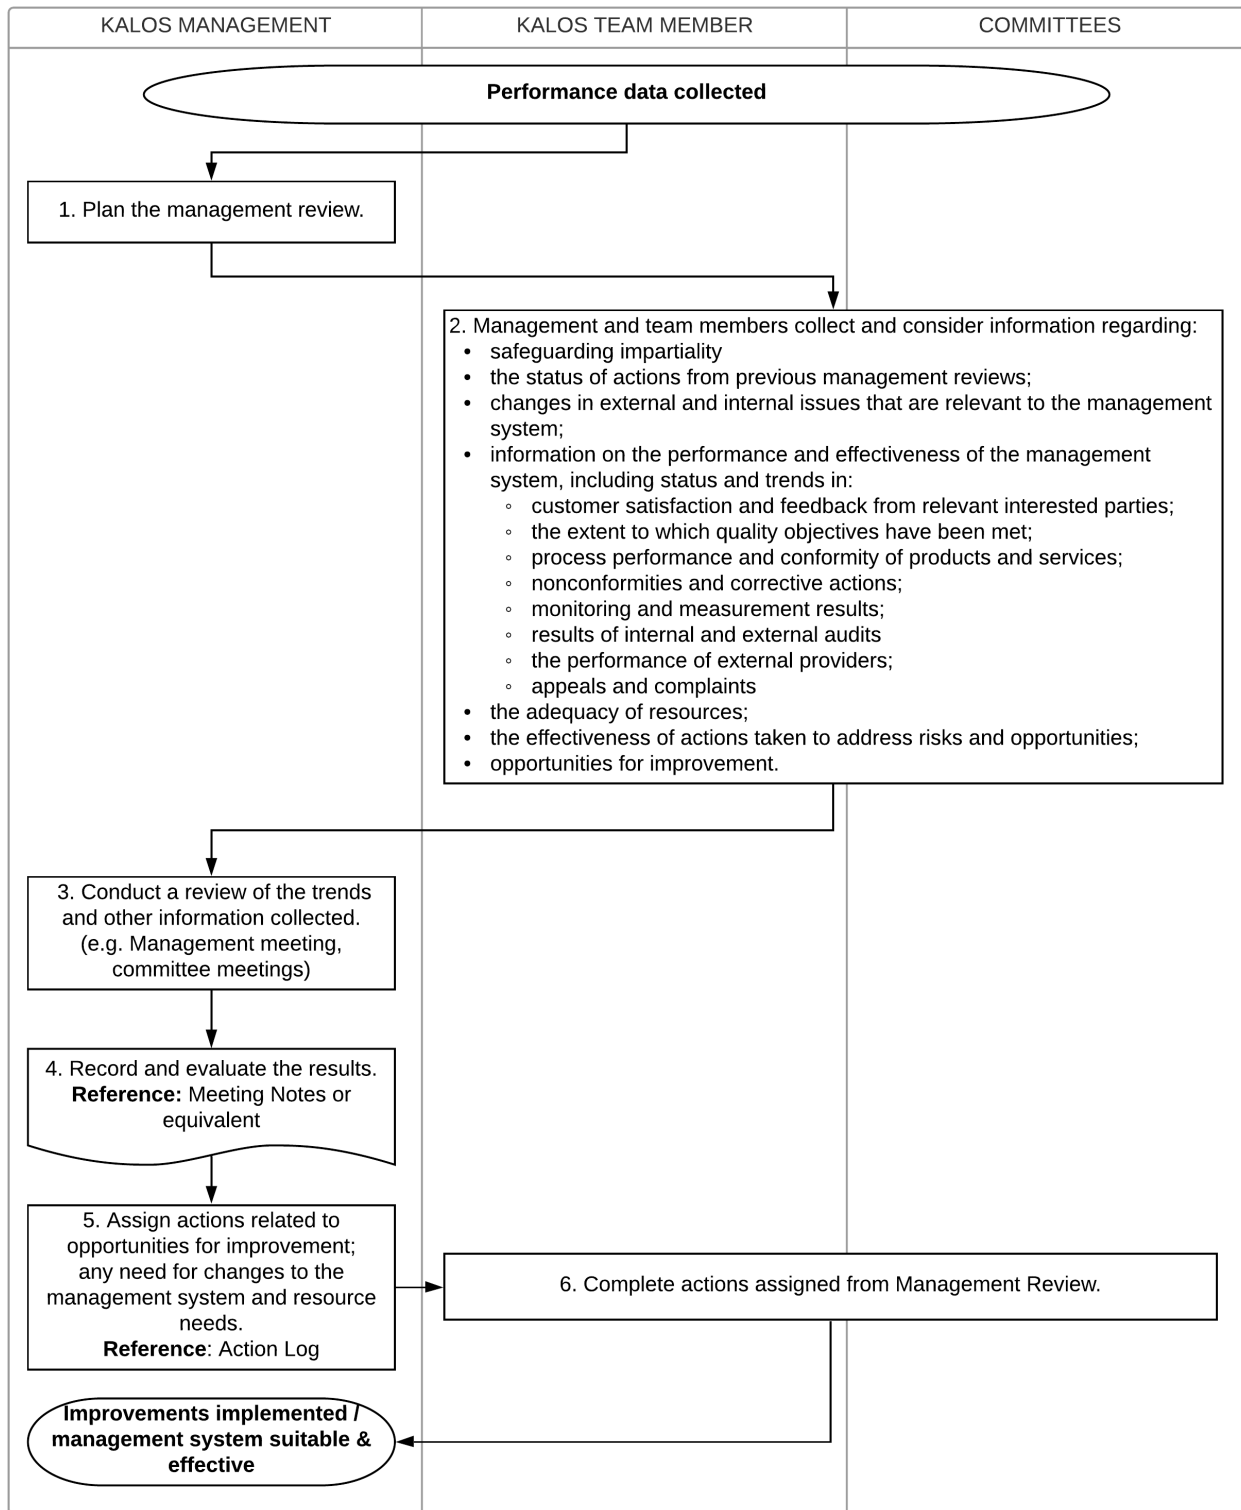 KALOS MANAGEMENT
KALOS TEAM MEMBER
COMMITTEES
Performance data collected
1. Plan the management review.
2. Management and team members collect and consider information regarding:
• safeguarding impartiality
• the status of actions from previous management reviews;
• changes in external and internal issues that are relevant to the management
system;
• information on the performance and effectiveness of the management
system, including status and trends in:
◦ customer satisfaction and feedback from relevant interested parties;
◦ the extent to which quality objectives have been met;
◦ process performance and conformity of products and services;
◦ nonconformities and corrective actions;
◦ monitoring and measurement results;
◦ results of internal and external audits
◦ the performance of external providers;
◦ appeals and complaints
• the adequacy of resources;
• the effectiveness of actions taken to address risks and opportunities;
• opportunities for improvement.
3. Conduct a review of the trends
and other information collected.
(e.g. Management meeting,
committee meetings)
4. Record and evaluate the results.
Reference: Meeting Notes or
equivalent
5. Assign actions related to
opportunities for improvement;
any need for changes to the
management system and resource
needs.
Reference: Action Log
6. Complete actions assigned from Management Review.
Improvements implemented /
management system suitable &
effective